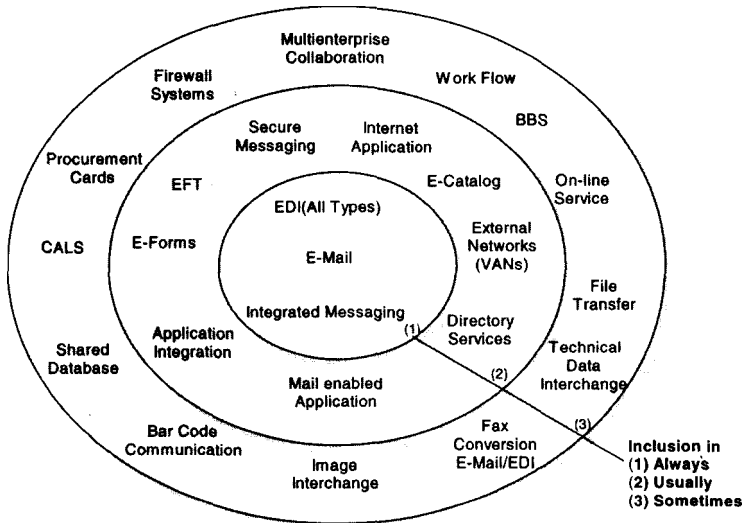 Multienterprise
Collaboration
Firewall
Systems
Work Flow
BBS
Secure
Messaging
Internet
Application
Procurement
Cards
EFT
E-Catalog
On-line
Service
EDI(All Types)
CALS
E-Forms
E-Mail
External
Networks
(VANs)
File
Transfer
Integrated Messaging
(1)
Directory
Services
Application
Integration
Shared
Database
Technical
Data
Interchange
(2)
Mail enabled
Application
Bar Code
Communication
Image
Interchange
Fax
Conversion
E-Mail/EDI
(3)
Inclusion in
(1) Always
(2) Usually
(3) Sometimes